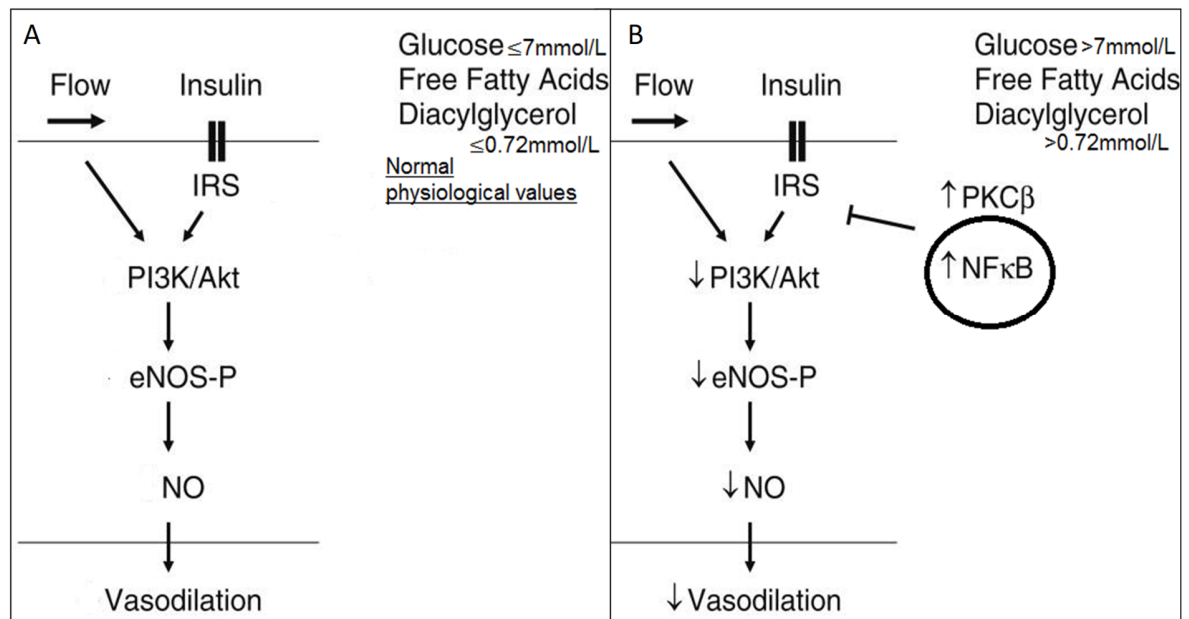 A
Glucose ≤7mmol/L
Flow Insulin Free Fatty Acids
Diacylglycerol
≤0.72mmol/L
Normal
physiological values
IRS
PI3K/Akt
eNOS-P
NO
Vasodilation
B
Glucose >7mmol/L
Flow Insulin Free Fatty Acids
Diacylglycerol
>0.72mmol/L
IRS
↑PKCβ
↑NFκB
↓PI3K/Akt
↓eNOS-P
↓NO
↓Vasodilation